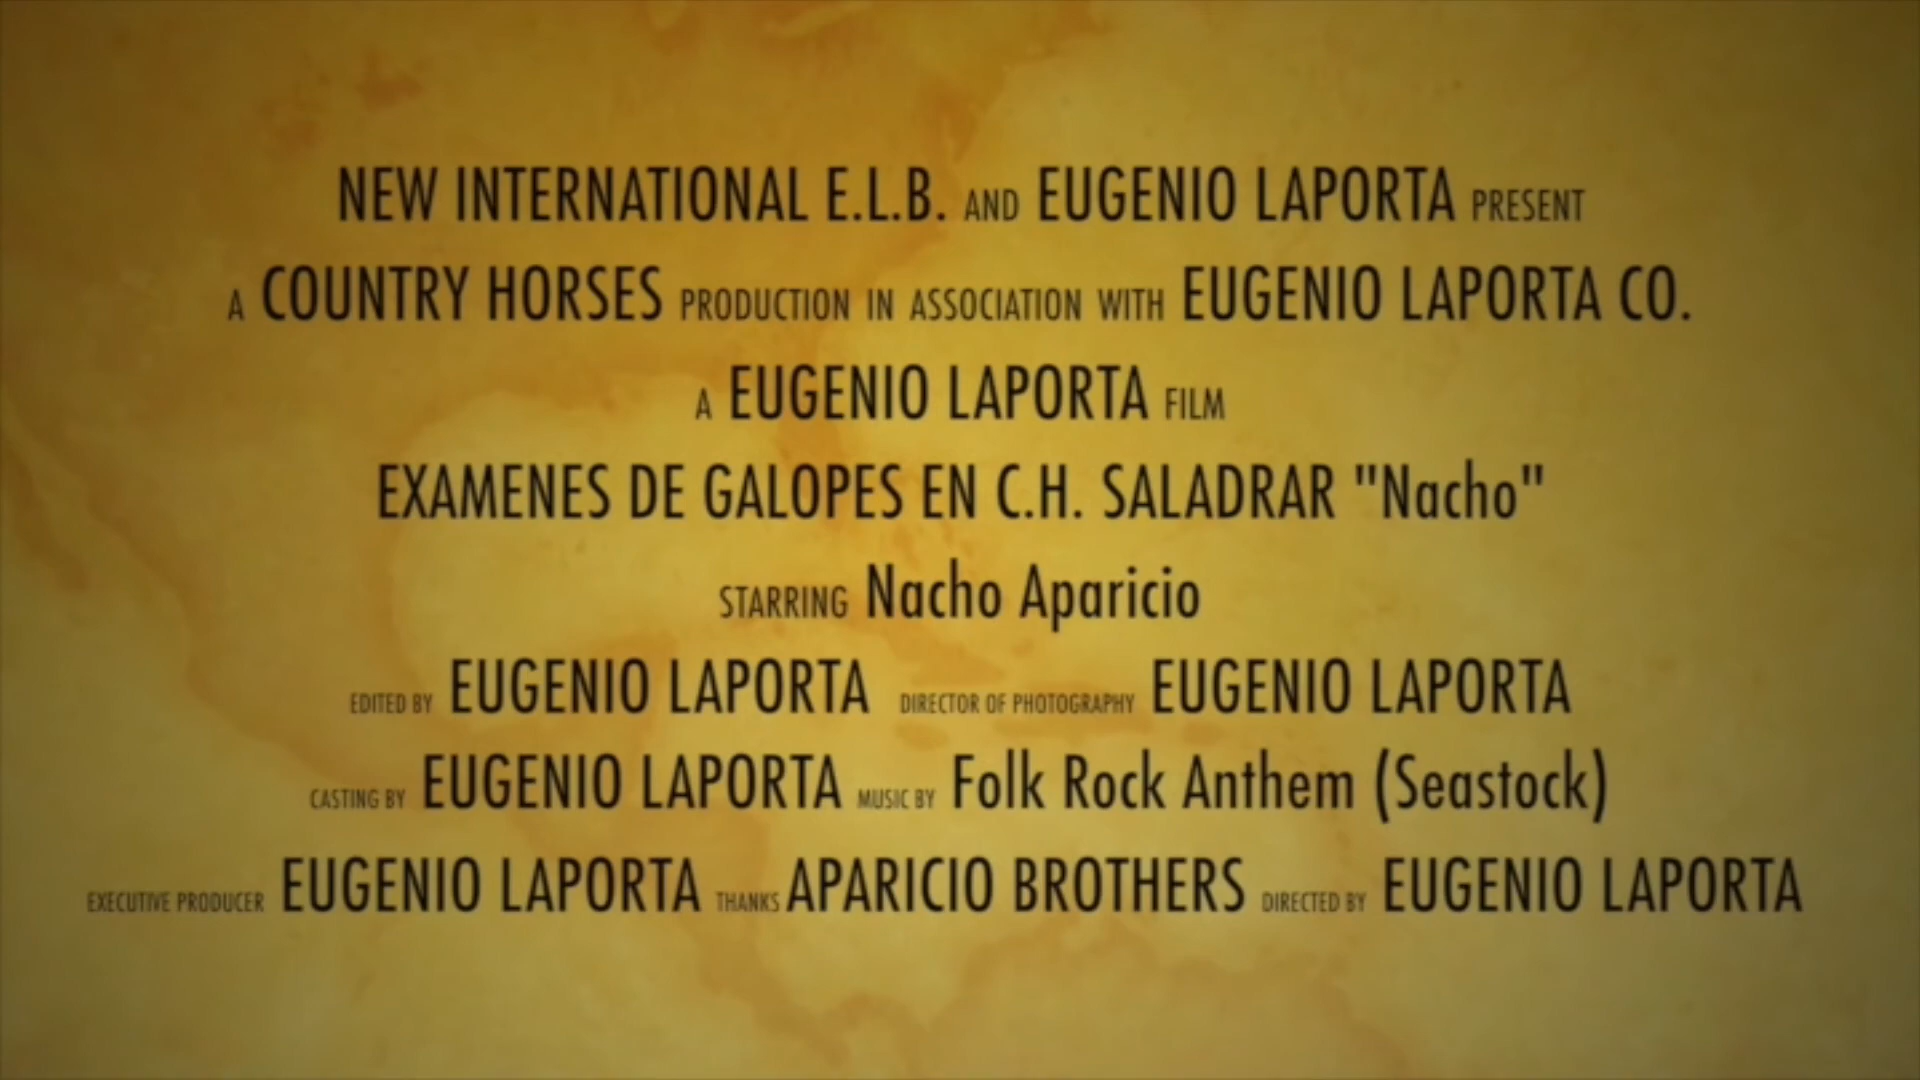 NEW INTERNATIONAL E.L.B. AND EUGENIO LAPORTA PRESENT
A COUNTRY HORSES PRODUCTION IN ASSOCIATION WITH EUGENIO LAPORTA CO.
A EUGENIO LAPORTA FILM
EXAMENES DE GALOPES EN C.H. SALADRAR "Nacho"
STARRING Nacho Aparicio
EDITED BY EUGENIO LAPORTA DIRECTOR OF PHOTOGRAPHY EUGENIO LAPORTA
CASTING BY EUGENIO LAPORTA MUSIC BY Folk Rock Anthem (Seastock)
EXECUTIVE PRODUCER EUGENIO LAPORTA THANKS APARICIO BROTHERS DIRECTED BY EUGENIO LAPORTA